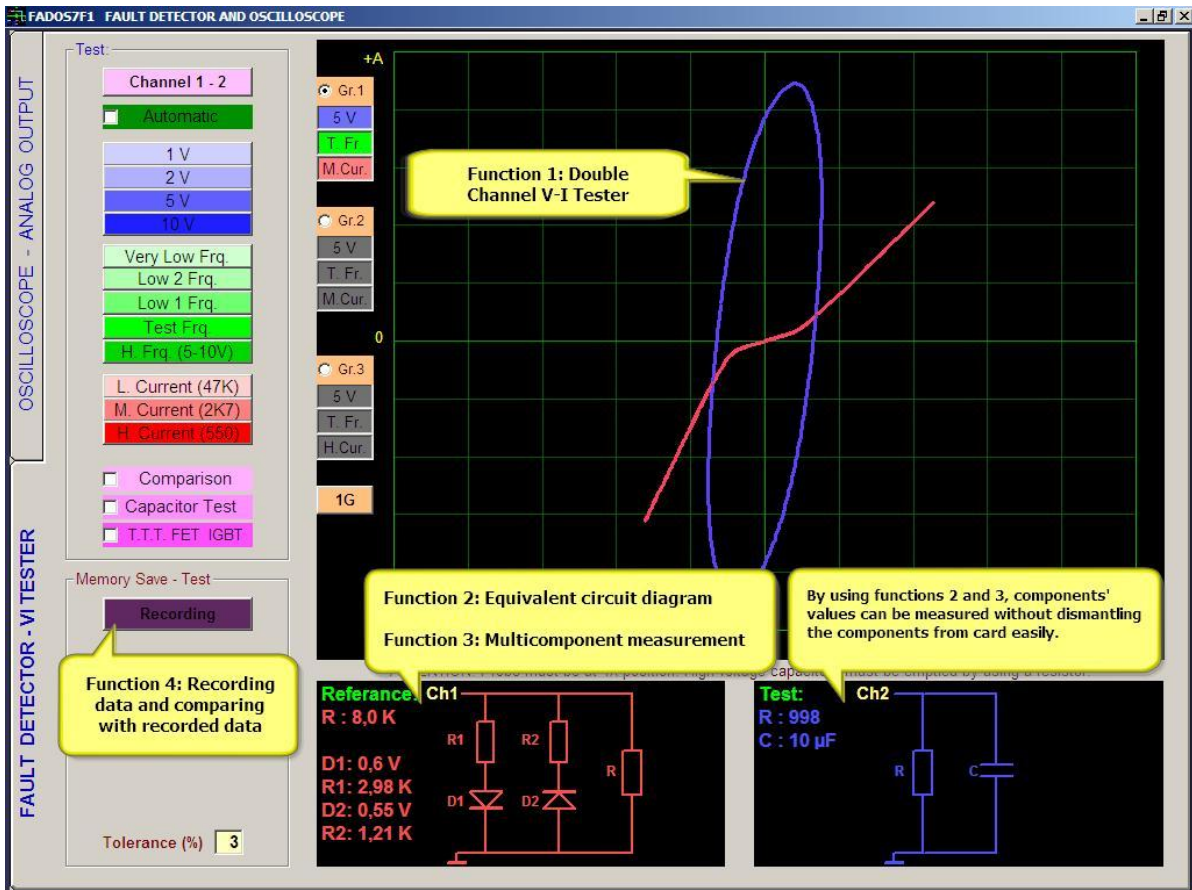 FADOS7F1 FAULT DETECTOR AND OSCILLOSCOPE
OSCILLOSCOPE - ANALOG OUTPUT
FAULT DETECTOR - VI TESTER
Test:
Channel 1 - 2
Automatic
1 V
2 V
5 V
10 V
Very Low Frq.
Low 2 Frq.
Low 1 Frq.
Test Frq.
H. Frq. (5-10V)
L. Current (47K)
M. Current (2K7)
H. Current (550)
Comparison
Capacitor Test
T.T.T. FET IGBT
Memory Save - Test
Recording
Function 4: Recording
data and comparing
with recorded data
Tolerance (%) 3
+A
0
Gr.1
5 V
T. Fr.
M.Cur.
Gr.2
5 V
T. Fr.
M.Cur.
Gr.3
5 V
T. Fr.
H.Cur.
1G
Function 1: Double
Channel V-I Tester
Function 2: Equivalent circuit diagram
Function 3: Multicomponent measurement
By using functions 2 and 3, components'
values can be measured without dismantling
the components from card easily.
Referance: Ch1
R : 8,0 K
D1: 0,6 V
R1: 2,98 K
D2: 0,55 V
R2: 1,21 K
R1
R2
R
D1
D2
Test: Ch2
R : 998
C : 10 µF
R
C